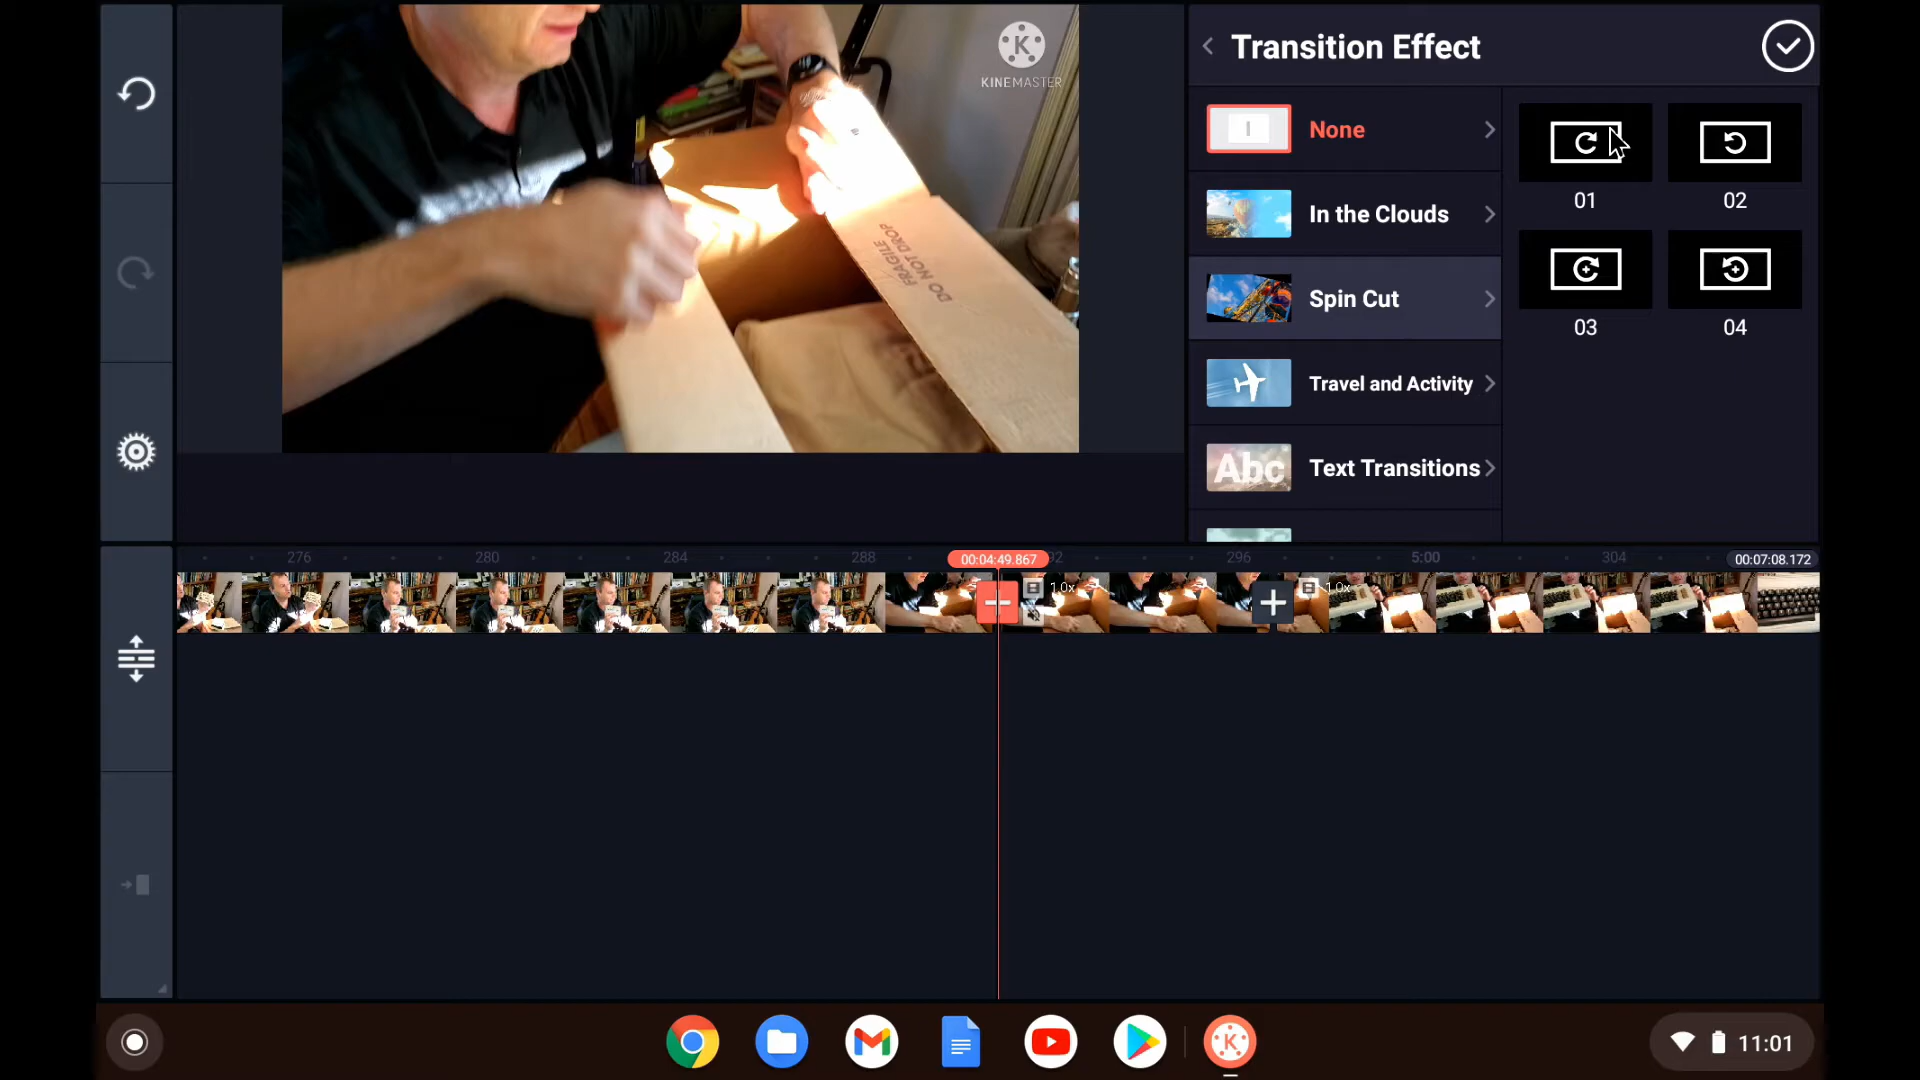 KINEMASTER
FRAGILE
DO NOT DROP
Transition Effect
None
In the Clouds
Spin Cut
Travel and Activity
Abc
Text Transitions
01
02
03
04
276
280
284
288
00:04:49.867
92
296
5:00
304
00:07:08.172
1.0x
1.0x
11:01